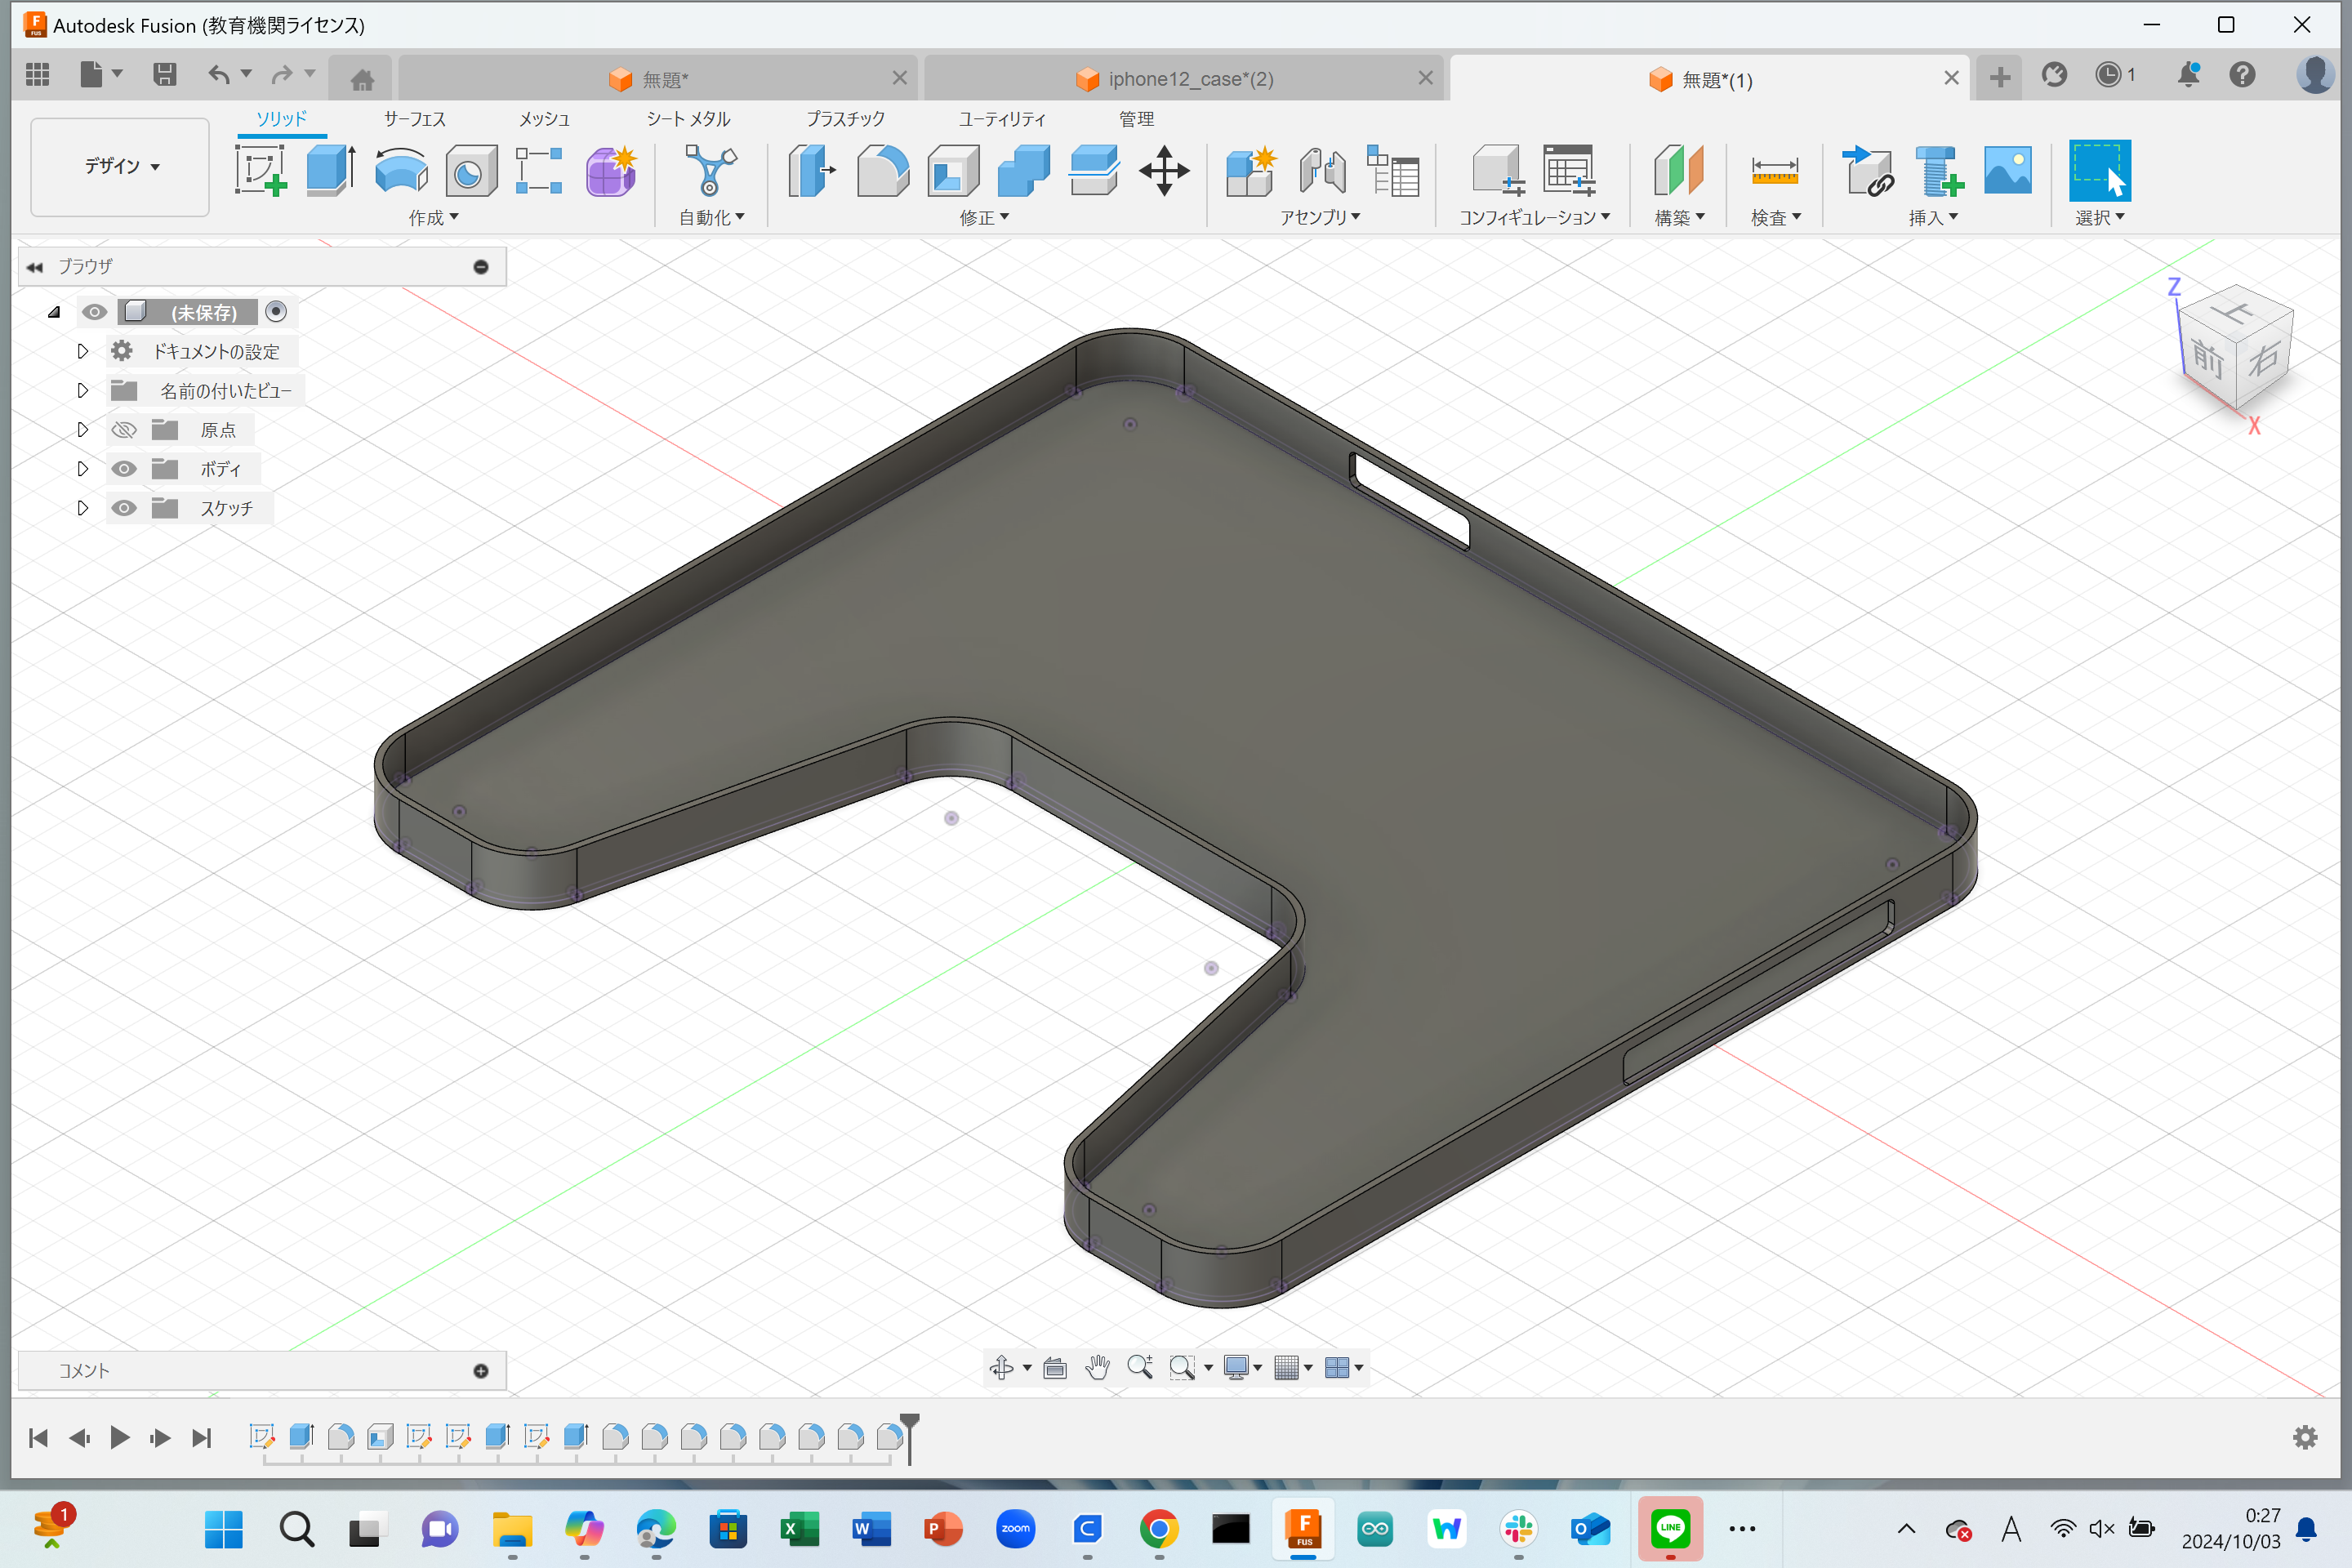 Autodesk Fusion (教育機関ライセンス)
無題*
iphone12_case*(2)
無題*(1)
1
デザイン
ソリッド サーフェス メッシュ シート メタル プラスチック ユーティリティ 管理
作成 自動化 修正 アセンブリ コンフィギュレーション 構築 検査 挿入 選択
ブラウザ
(未保存)
ドキュメントの設定
名前の付いたビュー
原点
ボディ
スケッチ
Z
上
前
右
X
コメント
1
zoom
LINE
A
0:27
2024/10/03